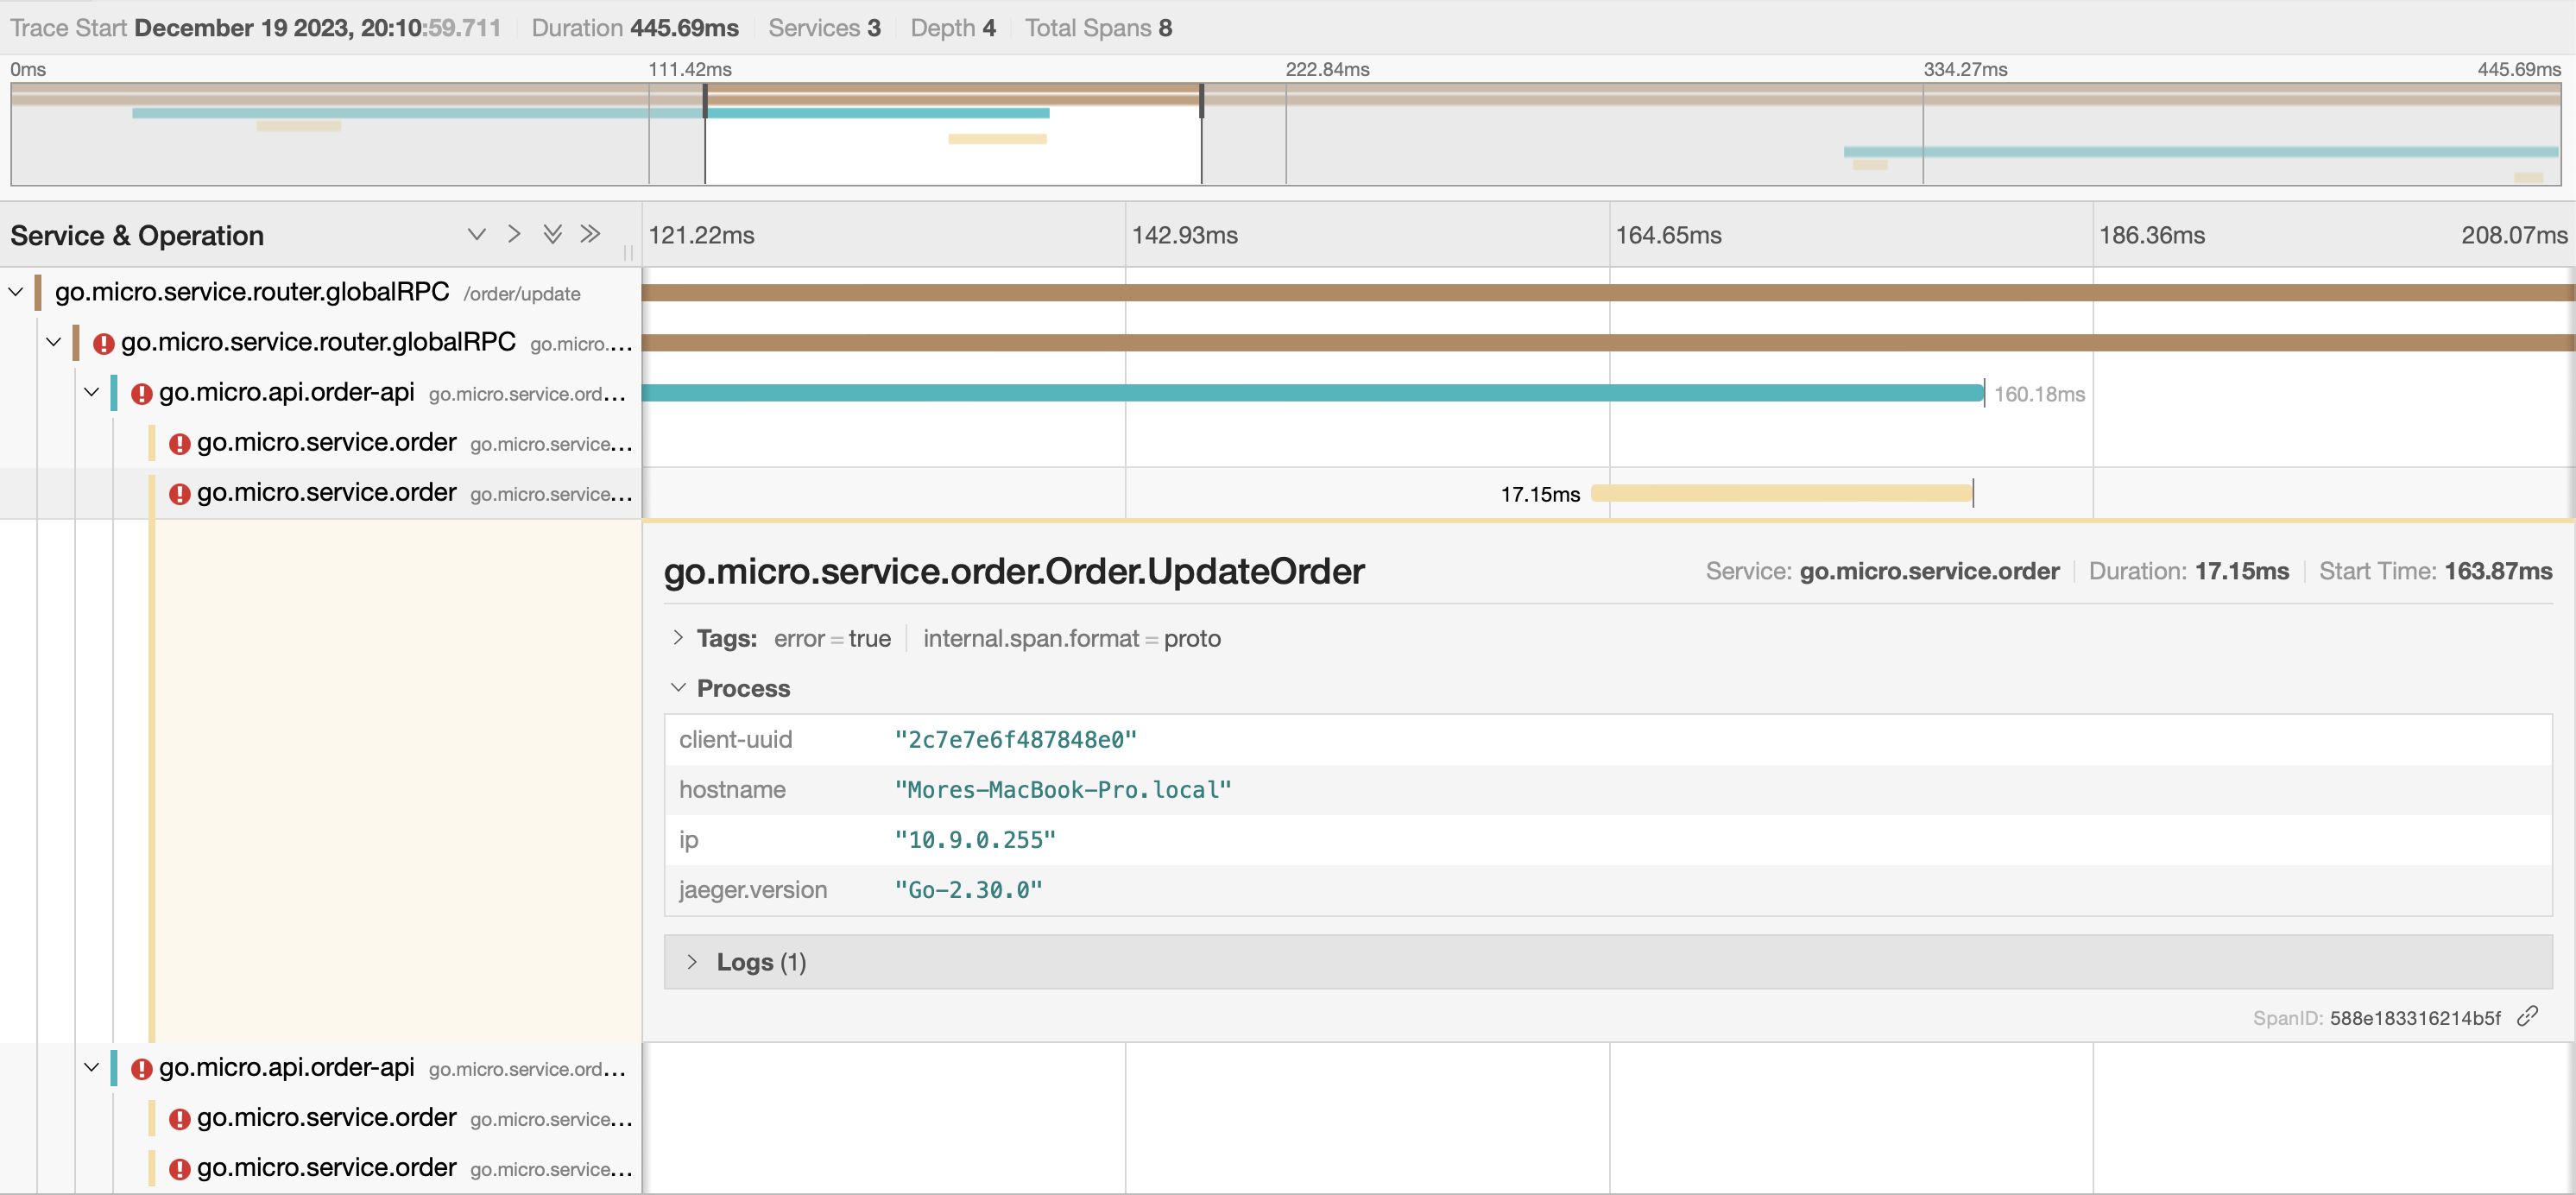 Trace Start December 19 2023, 20:10:59.711 Duration 445.69ms Services 3 Depth 4 Total Spans 8
0ms 111.42ms 222.84ms 334.27ms 445.69ms
Service & Operation 121.22ms 142.93ms 164.65ms 186.36ms 208.07ms
go.micro.service.router.globalRPC /order/update
go.micro.service.router.globalRPC go.micro....
go.micro.api.order-api go.micro.service.ord... 160.18ms
go.micro.service.order go.micro.service...
go.micro.service.order go.micro.service... 17.15ms
go.micro.service.order.Order.UpdateOrder Service: go.micro.service.order Duration: 17.15ms Start Time: 163.87ms
Tags: error = true internal.span.format = proto
Process
client-uuid "2c7e7e6f487848e0"
hostname "Mores-MacBook-Pro.local"
ip "10.9.0.255"
jaeger.version "Go-2.30.0"
Logs (1)
SpanID: 588e183316214b5f
go.micro.api.order-api go.micro.service.ord...
go.micro.service.order go.micro.service...
go.micro.service.order go.micro.service...